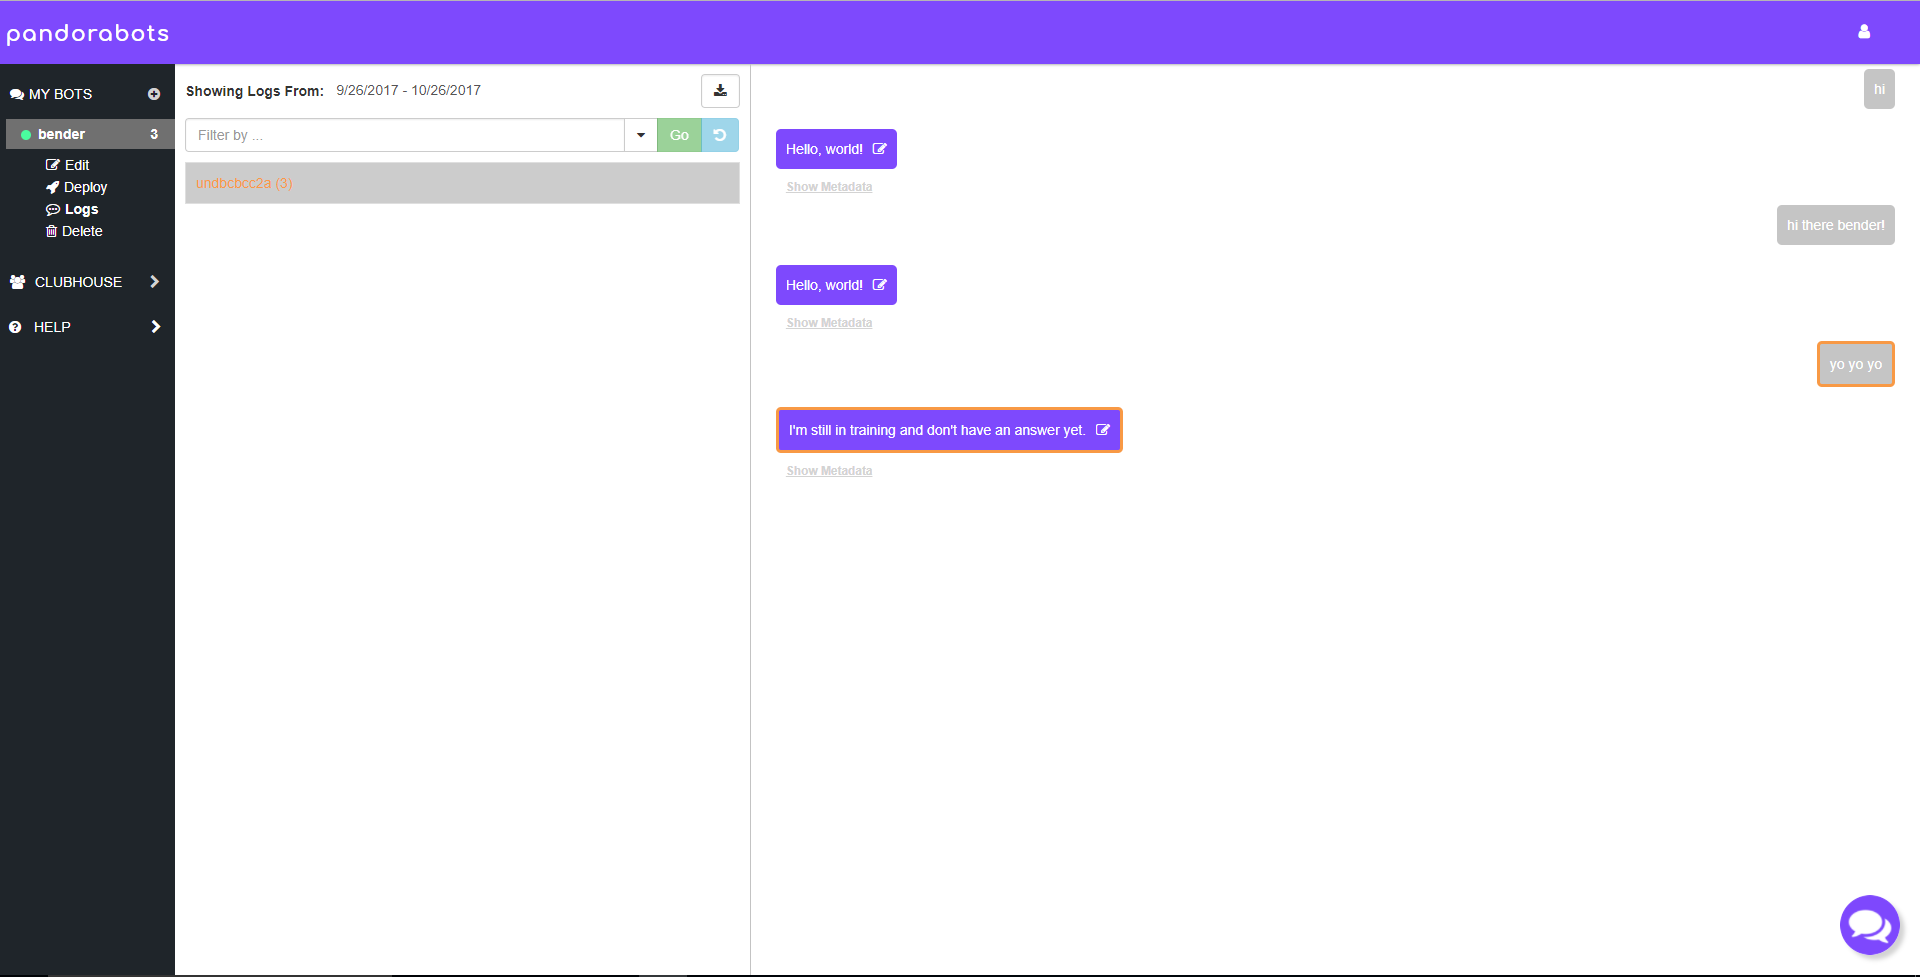 pandorabots
MY BOTS
bender 3
Edit
Deploy
Logs
Delete
CLUBHOUSE
HELP
Showing Logs From: 9/26/2017 - 10/26/2017
Filter by ...
Go
undbcbcc2a (3)
hi
Hello, world!
Show Metadata
hi there bender!
Hello, world!
Show Metadata
yo yo yo
I'm still in training and don't have an answer yet.
Show Metadata